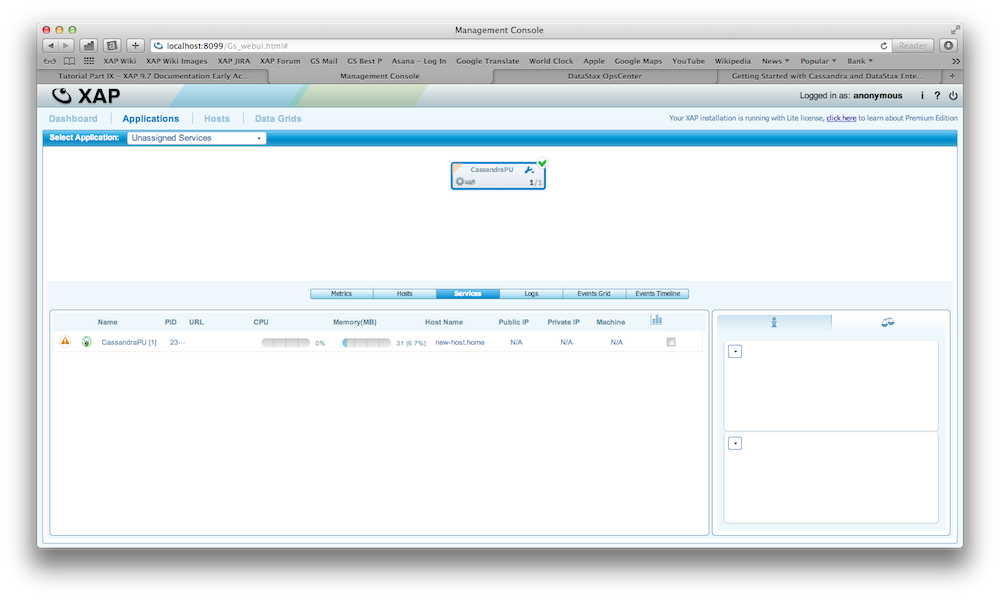 Management Console
localhost:8099/Gs_webui.html#
Reader
XAP Wiki XAP Wiki Images XAP JIRA XAP Forum GS Mail GS Best P Asana – Log In Google Translate World Clock Apple Google Maps YouTube Wikipedia News Popular Bank
Tutorial Part IX – XAP 9.7 Documentation Early Ac... Management Console DataStax OpsCenter Getting Started with Cassandra and DataStax Ente...
XAP
Logged in as: anonymous i ?
Dashboard Applications Hosts Data Grids
Your XAP installation is running with Lite license, click here to learn about Premium Edition
Select Application: Unassigned Services
CassandraPU
1/1
Metrics Hosts Services Logs Events Grid Events Timeline
Name PID URL CPU Memory(MB) Host Name Public IP Private IP Machine
CassandraPU [1] 23... 0% 31 (6.7%) new-host.home N/A N/A N/A